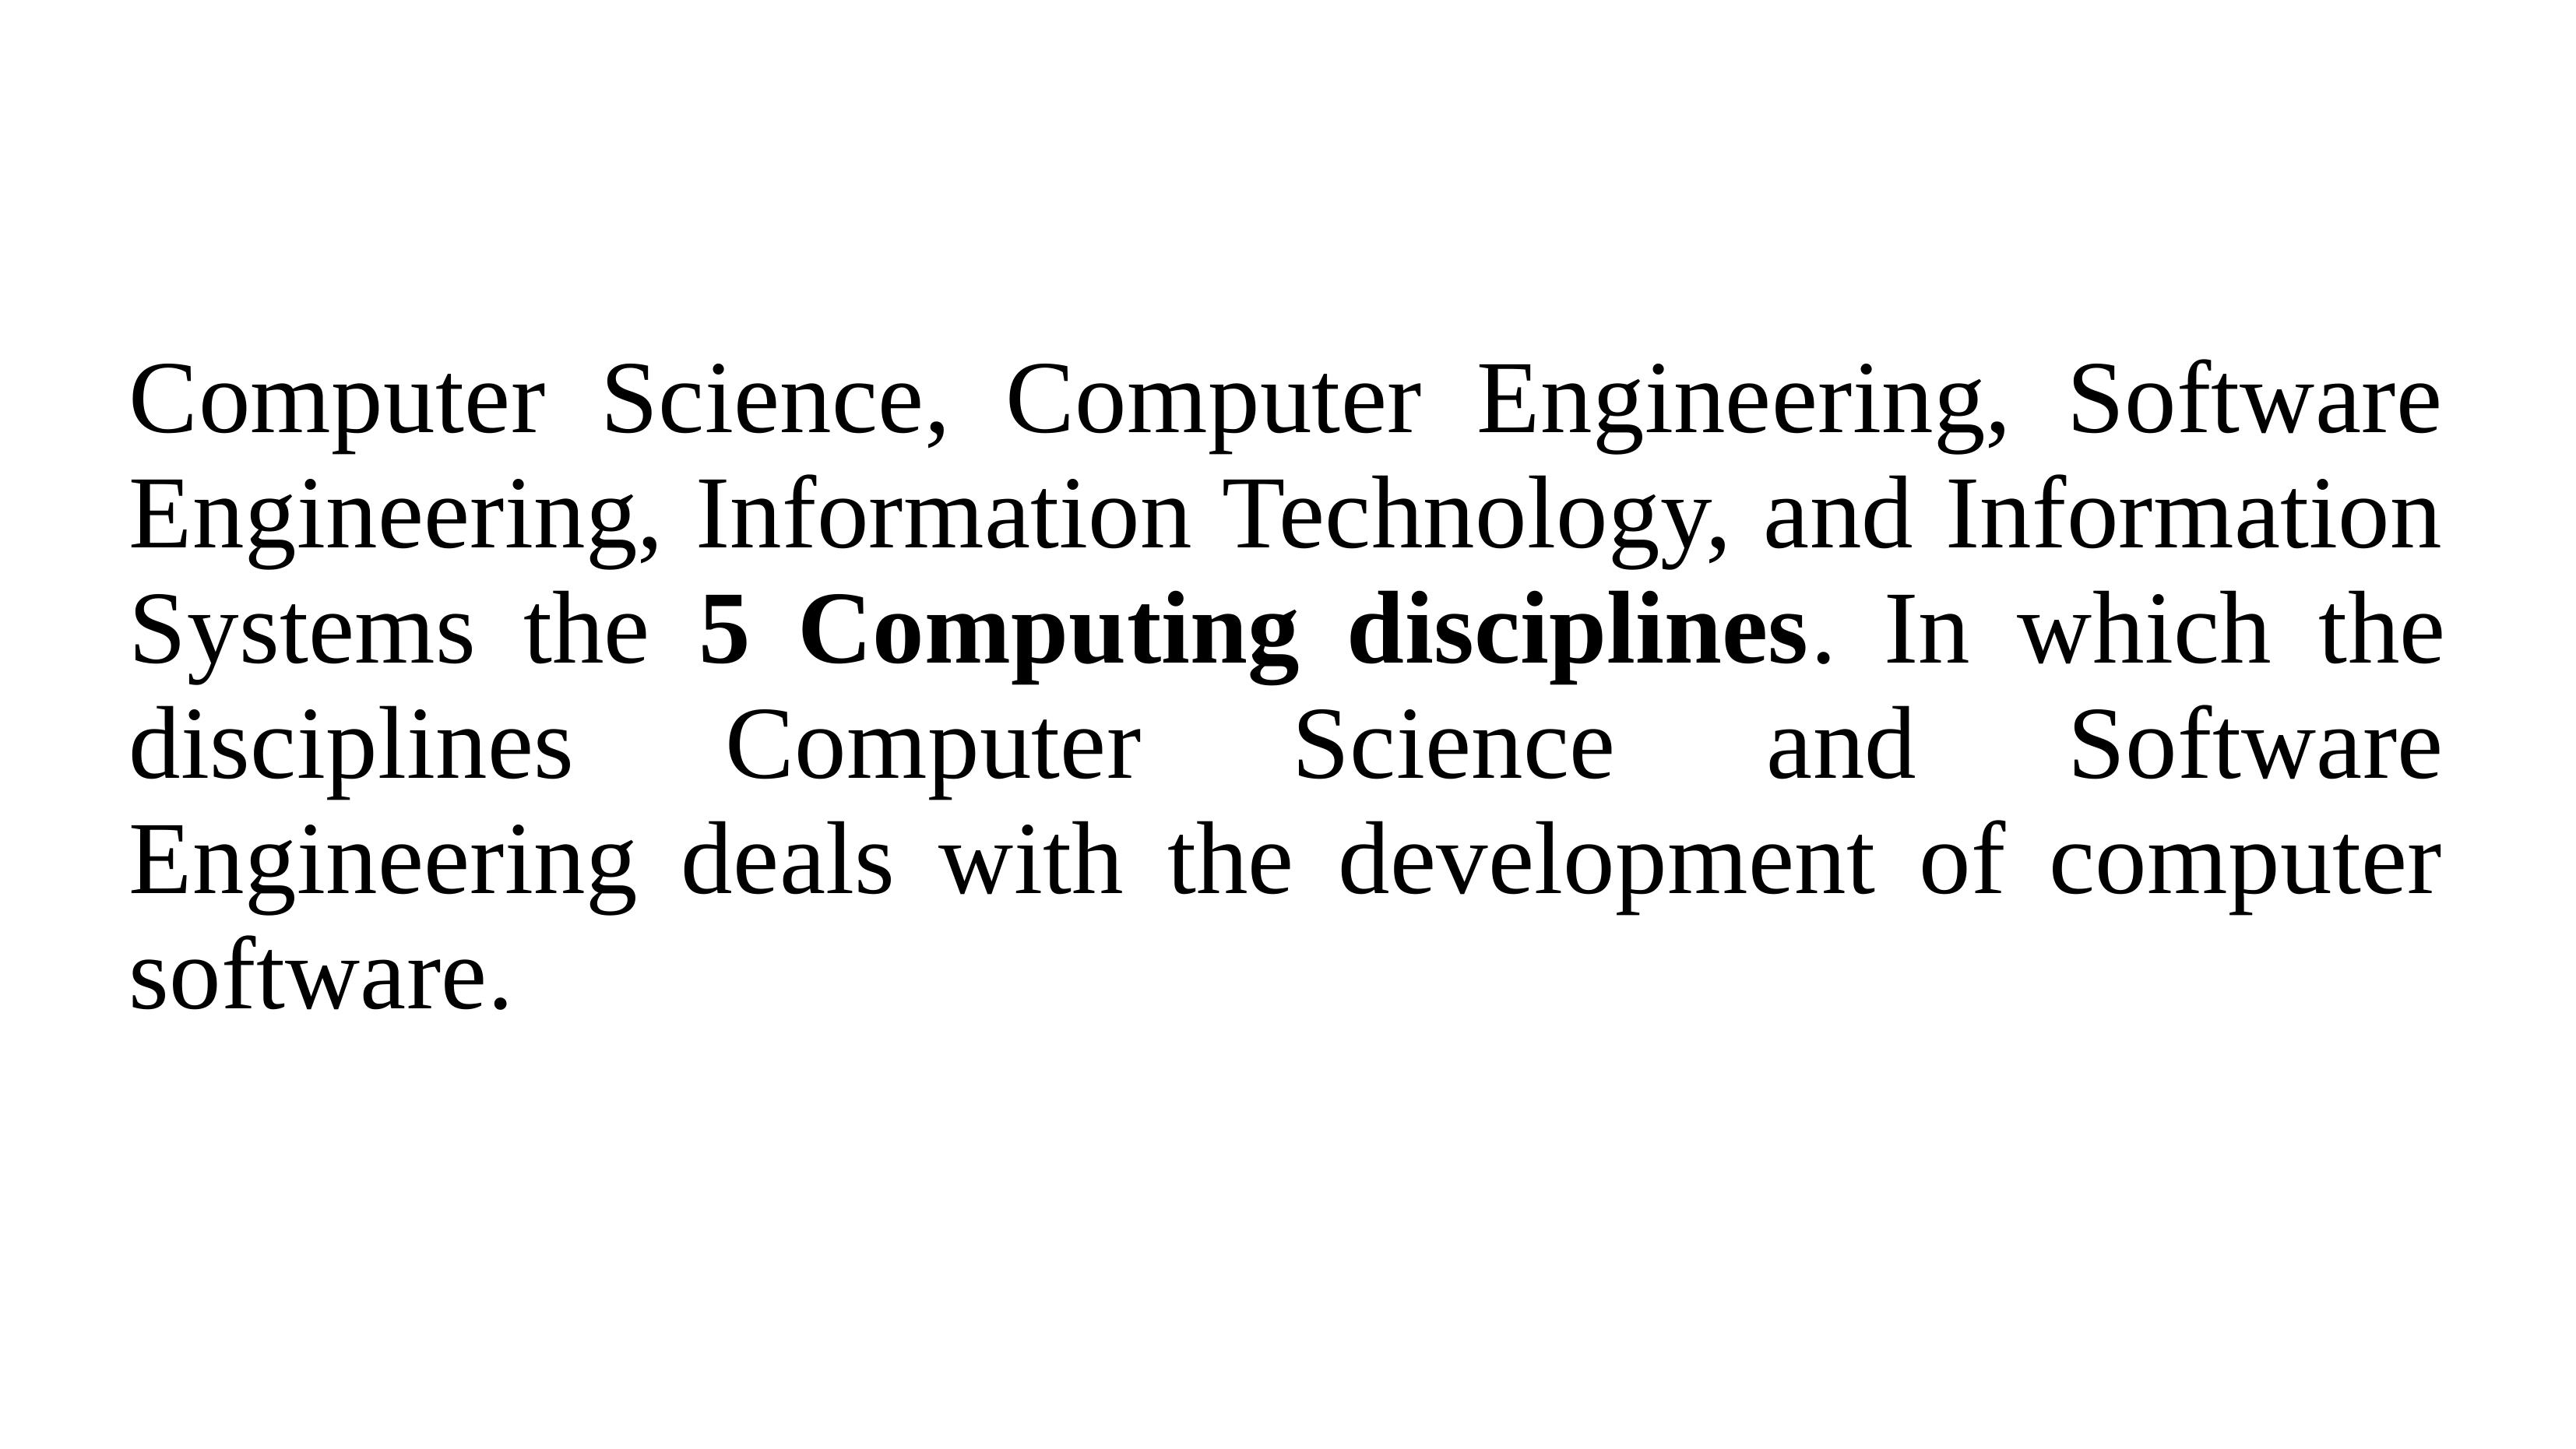 Computer Science, Computer Engineering, Software
Engineering, Information Technology, and Information
Systems the 5 Computing disciplines. In which the
disciplines Computer Science and Software
Engineering deals with the development of computer
software.